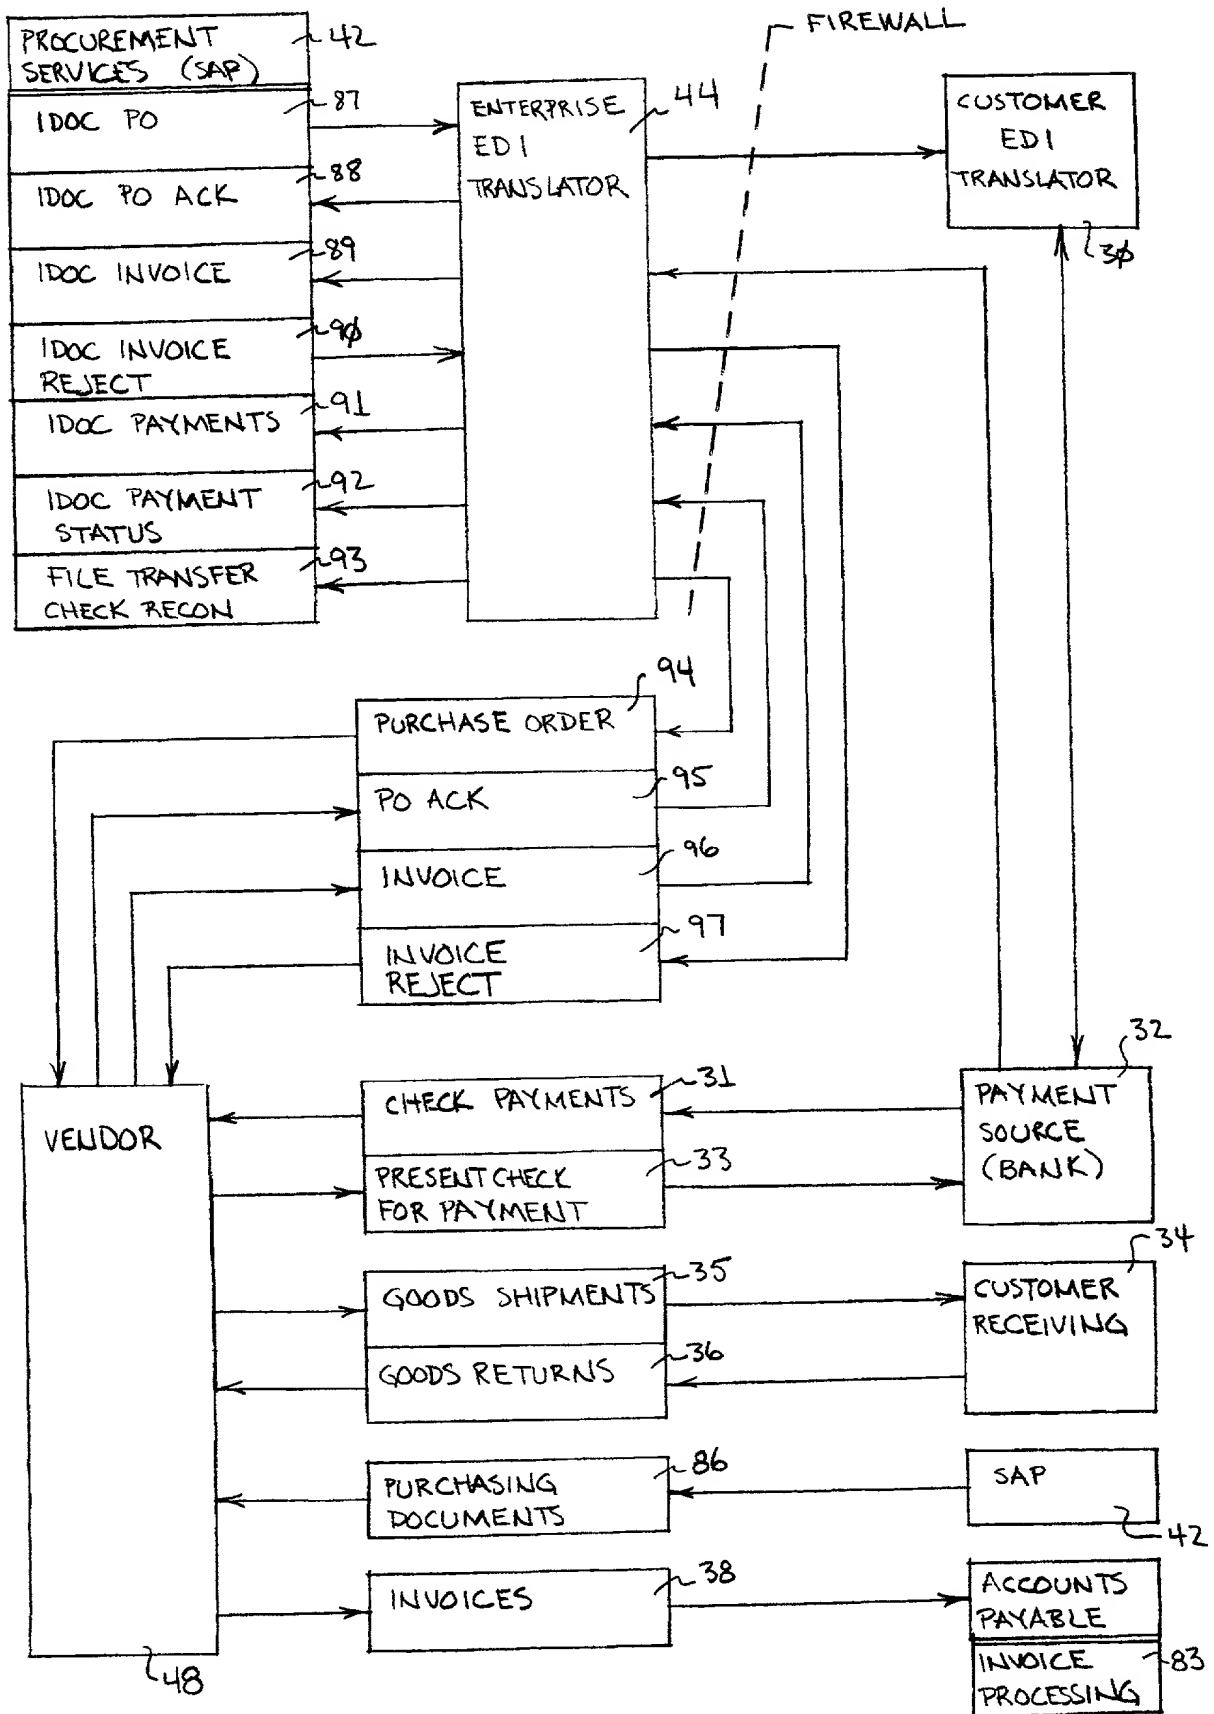 FIREWALL
PROCUREMENT
SERVICES (SAP)
42
IDOC PO
87
IDOC PO ACK
88
IDOC INVOICE
89
IDOC INVOICE
REJECT
90
IDOC PAYMENTS
91
IDOC PAYMENT
STATUS
92
FILE TRANSFER
CHECK RECON
93
ENTERPRISE
EDI
TRANSLATOR
44
CUSTOMER
EDI
TRANSLATOR
30
PURCHASE ORDER
94
PO ACK
95
INVOICE
96
INVOICE
REJECT
97
VENDOR
48
CHECK PAYMENTS
31
PRESENT CHECK
FOR PAYMENT
33
PAYMENT
SOURCE
(BANK)
32
GOODS SHIPMENTS
35
GOODS RETURNS
36
CUSTOMER
RECEIVING
34
PURCHASING
DOCUMENTS
86
SAP
42
INVOICES
38
ACCOUNTS
PAYABLE
INVOICE
PROCESSING
83